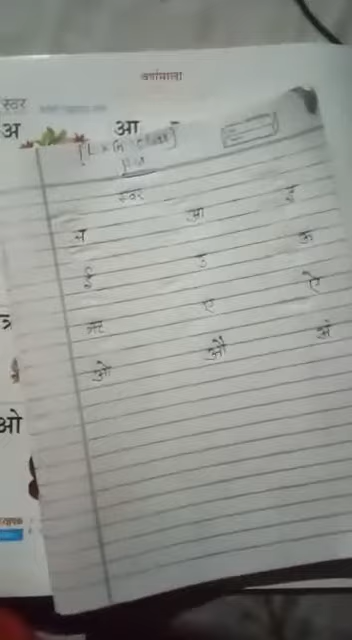 वर्णमाला
स्वर
अ आ
स्वर
अ आ इ
ई उ ऊ
ऋ ए ऐ
ओ औ अं
ओ